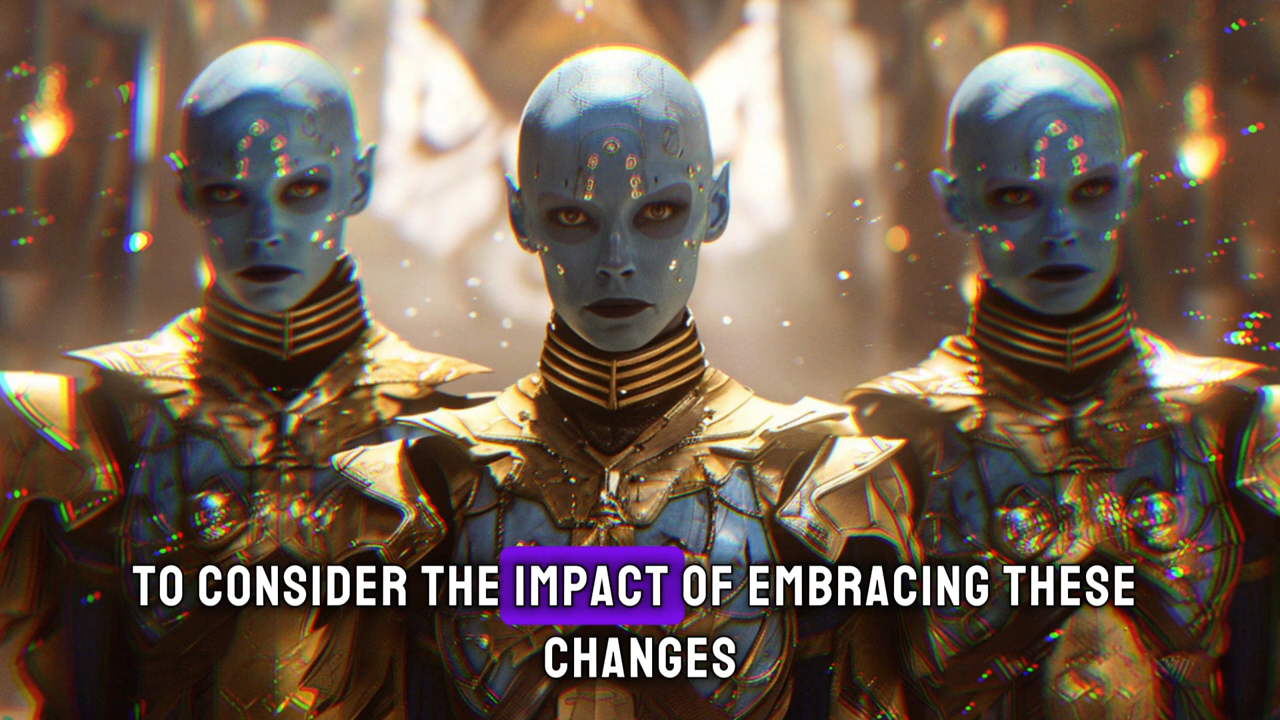 TO CONSIDER THE IMPACT OF EMBRACING THESE
CHANGES